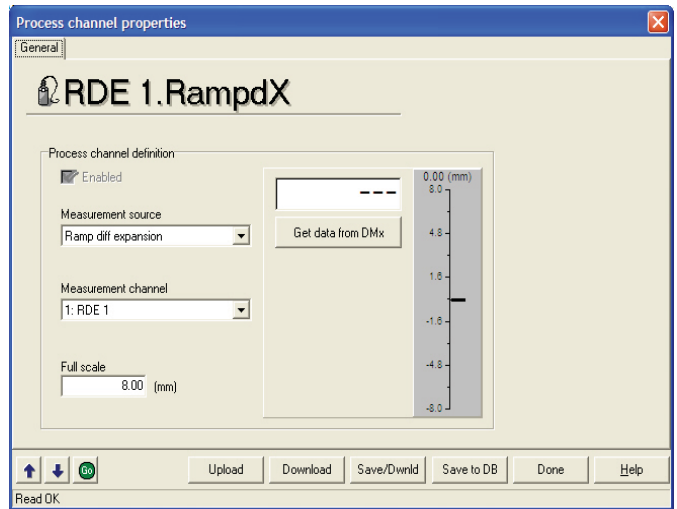 Process channel properties
General
RDE 1.RampdX
Process channel definition
Enabled
Measurement source
Ramp diff expansion
Measurement channel
1: RDE 1
Full scale
8.00 (mm)
---
Get data from DMx
0.00 (mm)
8.0
4.8
1.6
-1.6
-4.8
-8.0
Go
Upload
Download
Save/Dwnld
Save to DB
Done
Help
Read OK